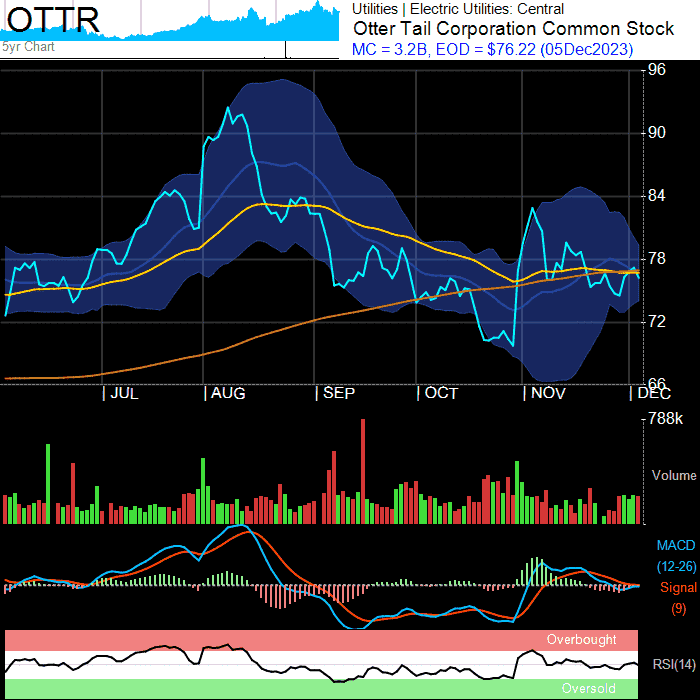 OTTR
5yr Chart
Utilities | Electric Utilities: Central
Otter Tail Corporation Common Stock
MC = 3.2B, EOD = $76.22 (05Dec2023)
96
90
84
78
72
66
JUL
AUG
SEP
OCT
NOV
DEC
788k
Volume
MACD
(12-26)
Signal
(9)
Overbought
RSI(14)
Oversold